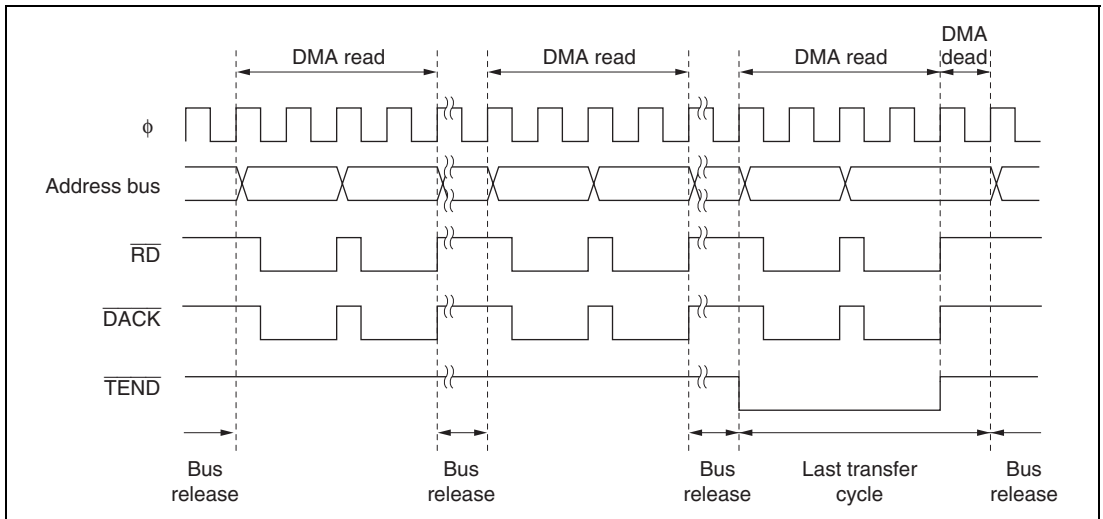 DMA read
DMA read
DMA read
DMA
dead
φ
Address bus
RD
DACK
TEND
Bus
release
Bus
release
Bus
release
Last transfer
cycle
Bus
release